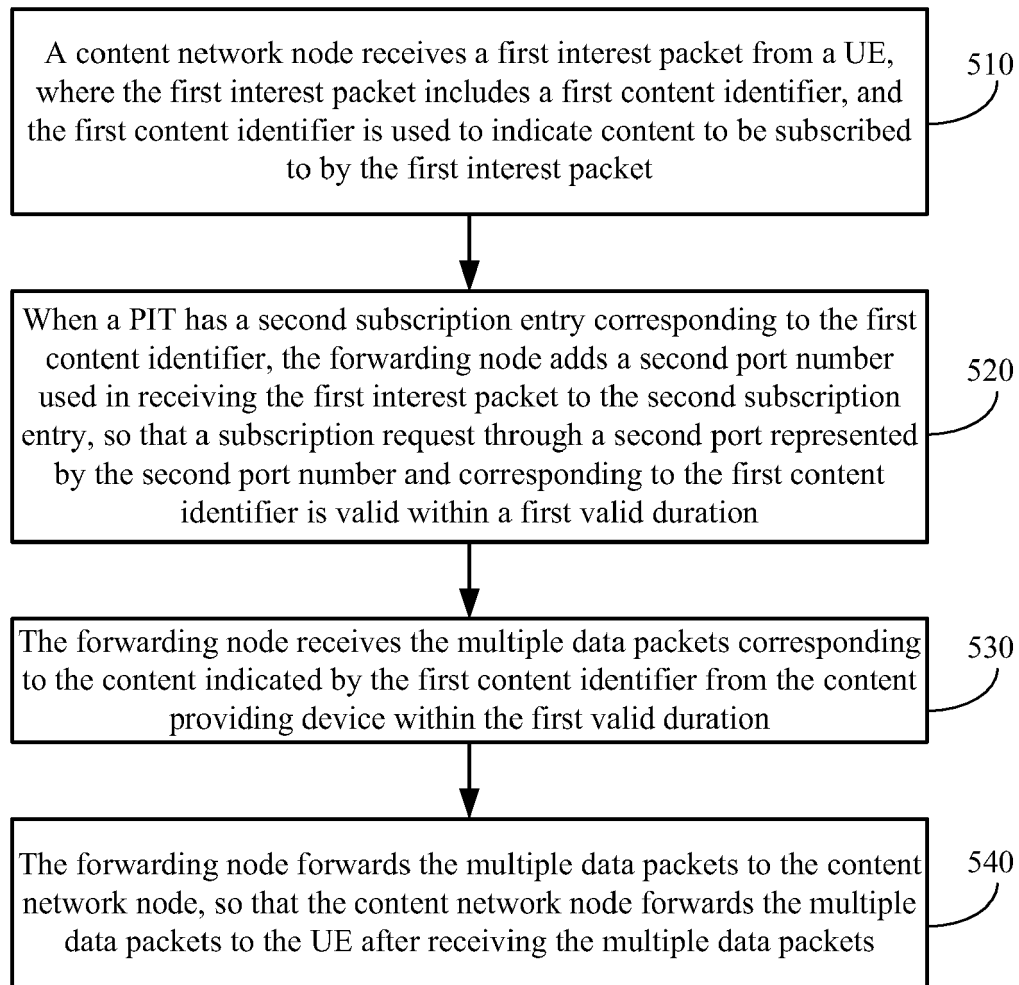 A content network node receives a first interest packet from a UE,
where the first interest packet includes a first content identifier, and
the first content identifier is used to indicate content to be subscribed
to by the first interest packet
510
When a PIT has a second subscription entry corresponding to the first
content identifier, the forwarding node adds a second port number
used in receiving the first interest packet to the second subscription
entry, so that a subscription request through a second port represented
by the second port number and corresponding to the first content
identifier is valid within a first valid duration
520
The forwarding node receives the multiple data packets corresponding
to the content indicated by the first content identifier from the content
providing device within the first valid duration
530
The forwarding node forwards the multiple data packets to the content
network node, so that the content network node forwards the multiple
data packets to the UE after receiving the multiple data packets
540